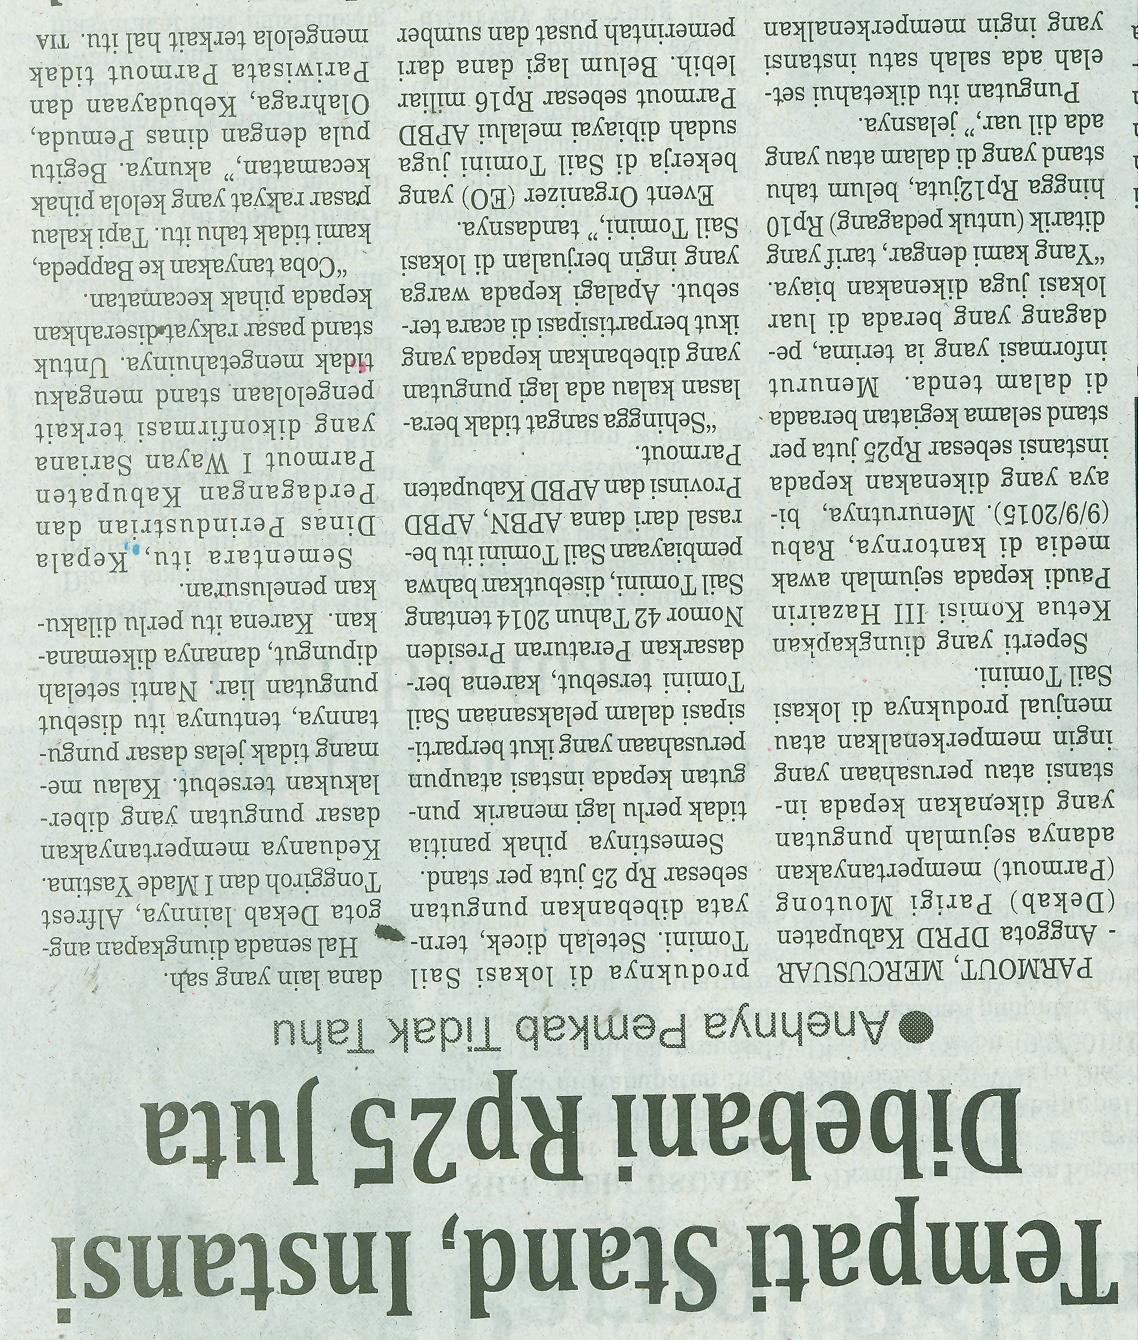 Tempati Stand, Instansi
Dibebani Rp25 Juta
●Anehnya Pemkab Tidak Tahu
PARMOUT, MERCUSUAR
- Anggota DPRD Kabupaten
(Dekab) Parigi Moutong
(Parmout) mempertanyakan
adanya sejumlah pungutan
yang dikenakan kepada in-
stansi atau perusahaan yang
ingin memperkenalkan atau
menjual produknya di lokasi
Sail Tomini.
Seperti yang diungkapkan
Ketua Komisi III Hazairin
Paudi kepada sejumlah awak
media di kantornya, Rabu
(9/9/2015). Menurutnya, bi-
aya yang dikenakan kepada
instansi sebesar Rp25 juta per
stand selama kegiatan beraada
di dalam tenda. Menurut
informasi yang ia terima, pe-
dagang yang berada di luar
lokasi juga dikenakan biaya.
“Yang kami dengar, tarif yang
ditarik (untuk pedagang) Rp10
hingga Rp12juta, belum tahu
stand yang di dalam atau yang
ada dil uar,” jelasnya.
Pungutan itu diketahui set-
elah ada salah satu instansi
yang ingin memperkenalkan
produknya di lokasi Sail
Tomini. Setelah dicek, tern-
yata dibebankan pungutan
sebesar Rp 25 juta per stand.
Semestinya pihak panitia
tidak perlu lagi menarik pun-
gutan kepada instasi ataupun
perusahaan yang ikut berparti-
sipasi dalam pelaksanaan Sail
Tomini tersebut, karena ber-
dasarkan Peraturan Presiden
Nomor 42 Tahun 2014 tentang
Sail Tomini, disebutkan bahwa
pembiayaan Sail Tomini itu be-
rasal dari dana APBN, APBD
Provinsi dan APBD Kabupaten
Parmout.
“Sehingga sangat tidak bera-
lasan kalau ada lagi pungutan
yang dibebankan kepada yang
ikut berpartisipasi di acara ter-
sebut. Apalagi kepada warga
yang ingin berjualan di lokasi
Sail Tomini,” tandasnya.
Event Organizer (EO) yang
bekerja di Sail Tomini juga
sudah dibiayai melalui APBD
Parmout sebesar Rp16 miliar
lebih. Belum lagi dana dari
pemerintah pusat dan sumber
dana lain yang sah.
Hal senada diungkapan ang-
gota Dekab lainnya, Alfrest
Tonggiroh dan I Made Yastina.
Keduanya mempertanyakan
dasar pungutan yang diber-
lakukan tersebut. Kalau me-
mang tidak jelas dasar pungu-
tannya, tentunya itu disebut
pungutan liar. Nanti setelah
dipungut, dananya dikemana-
kan. Karena itu perlu dilaku-
kan penelusuran.
Sementara itu, Kepala
Dinas Perindustrian dan
Perdagangan Kabupaten
Parmout I Wayan Sariana
yang dikonfirmasi terkait
pengelolaan stand mengaku
tidak mengetahuinya. Untuk
stand pasar rakyat diserahkan
kepada pihak kecamatan.
“Coba tanyakan ke Bappeda,
kami tidak tahu itu. Tapi kalau
pasar rakyat yang kelola pihak
kecamatan,” akunya. Begitu
pula dengan dinas Pemuda,
Olahraga, Kebudayaan dan
Pariwisata Parmout tidak
mengelola terkait hal itu. TIA